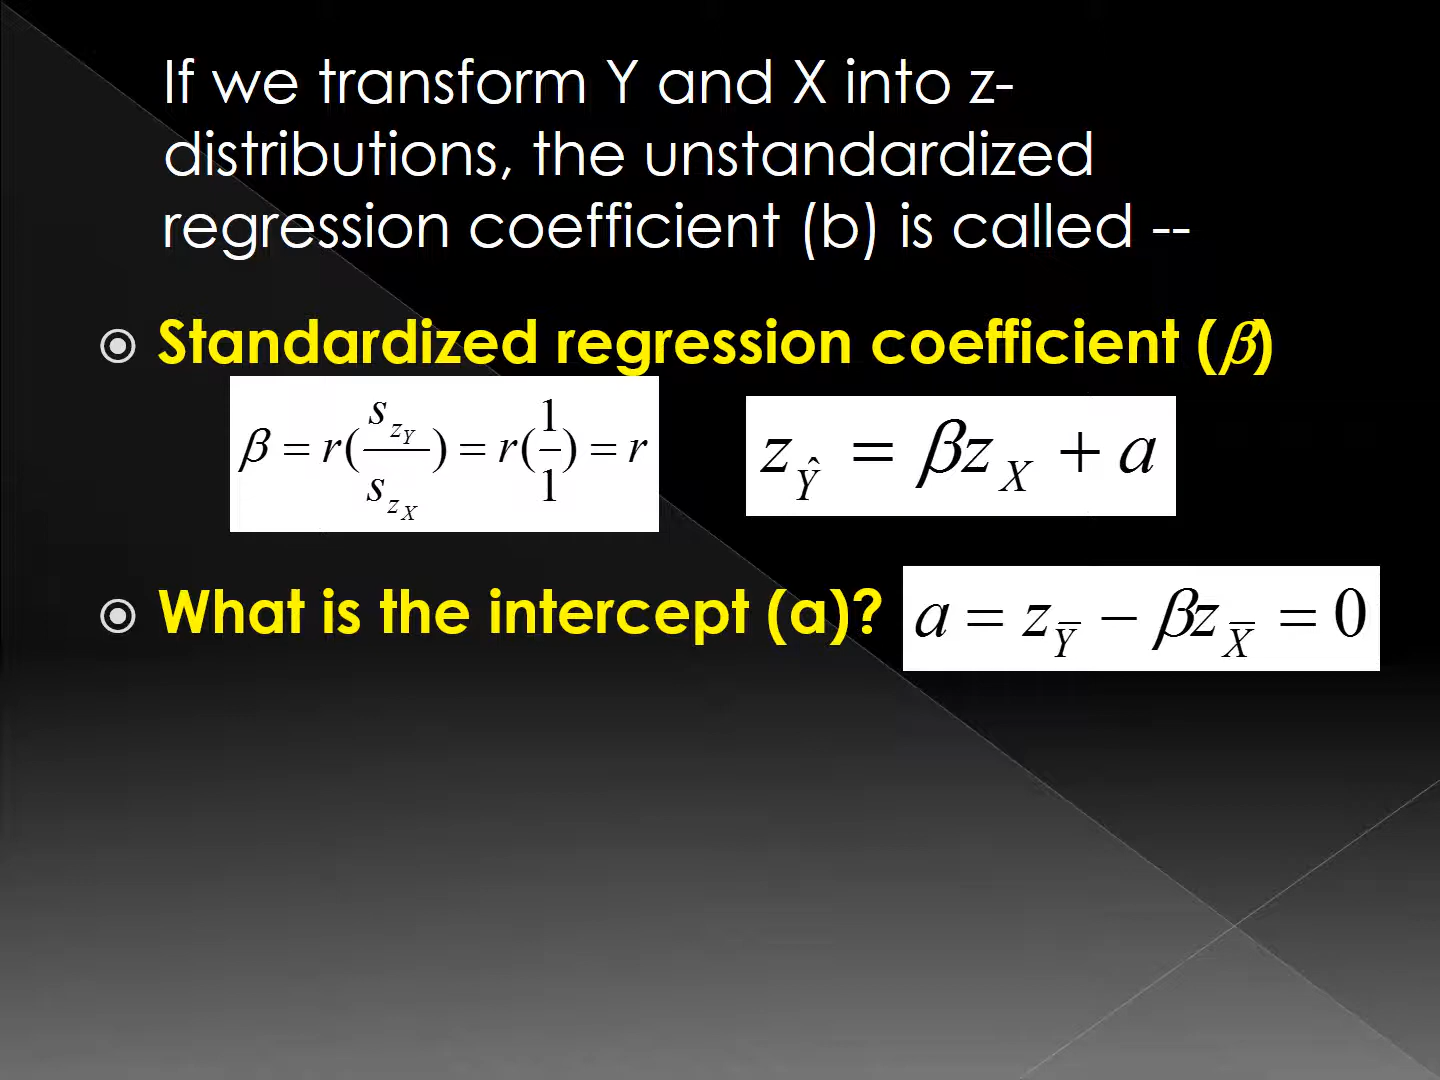 If we transform Y and X into z-
distributions, the unstandardized
regression coefficient (b) is called --
Standardized regression coefficient (β)
β = r(s_{z_Y} / s_{z_X}) = r(1/1) = r
z_Ŷ = βz_X + a
What is the intercept (a)?
a = z_Ȳ − βz_X̄ = 0